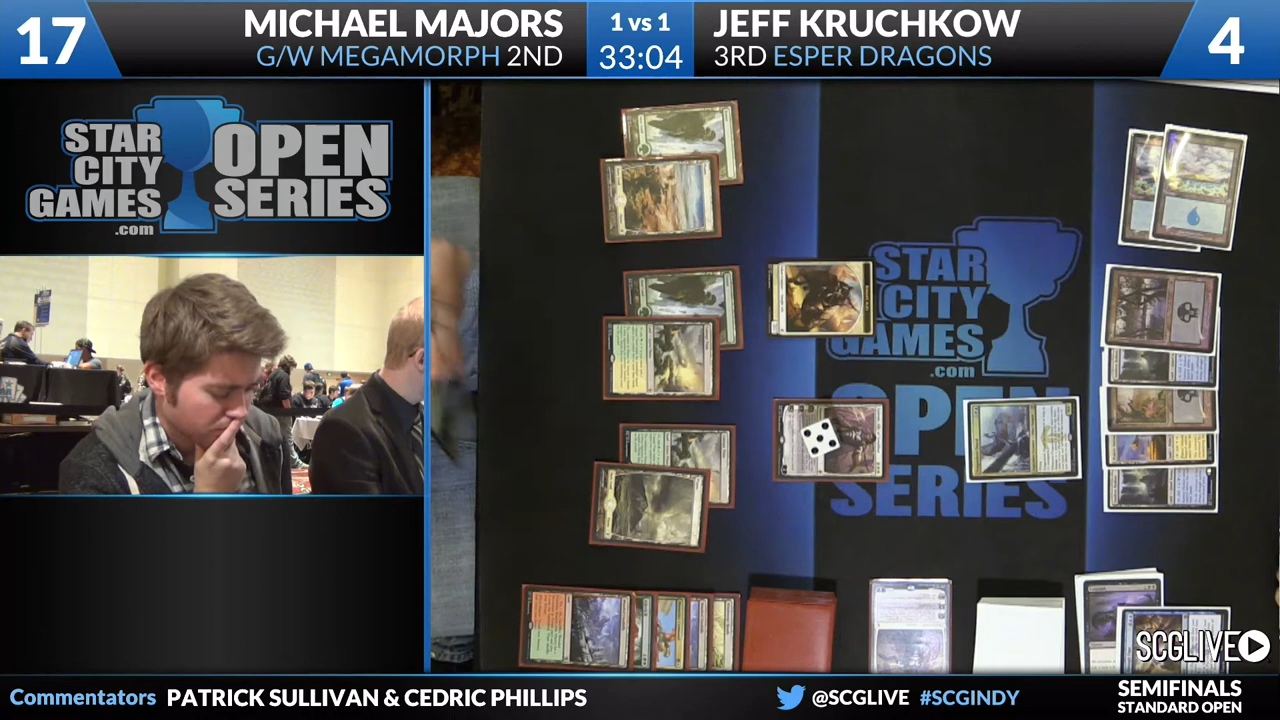 17
MICHAEL MAJORS
G/W MEGAMORPH 2ND
1 vs 1
33:04
JEFF KRUCHKOW
3RD ESPER DRAGONS
4
STAR
CITY
GAMES
.com
OPEN
SERIES
STAR
CITY
GAMES
.com
OPEN
SERIES
SCGLIVE
Commentators PATRICK SULLIVAN & CEDRIC PHILLIPS
@SCGLIVE #SCGINDY
SEMIFINALS
STANDARD OPEN